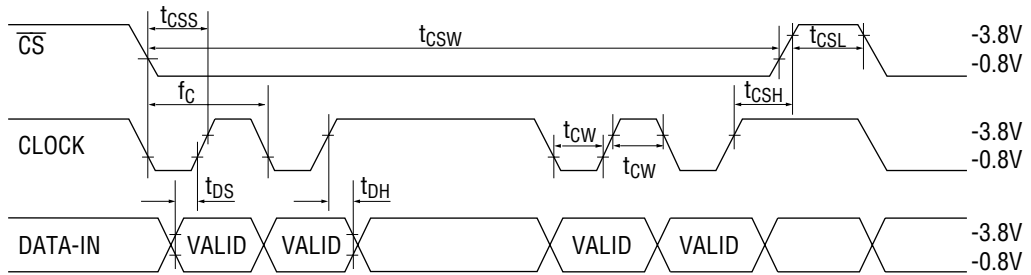 tCSS
CS
tCSW
tCSL
-3.8V
-0.8V
fC
tCSH
CLOCK
tCW
tCW
-3.8V
-0.8V
tDS
tDH
DATA-IN
VALID
VALID
VALID
VALID
-3.8V
-0.8V